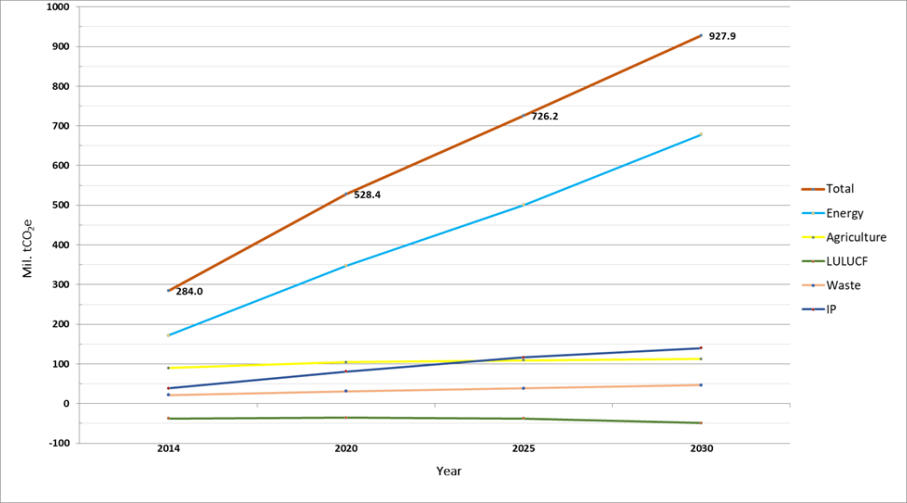 1000
900
800
700
600
500
400
300
200
100
0
-100
Mil. tCO₂e
284.0
528.4
726.2
927.9
2014 2020 2025 2030
Year
Total
Energy
Agriculture
LULUCF
Waste
IP